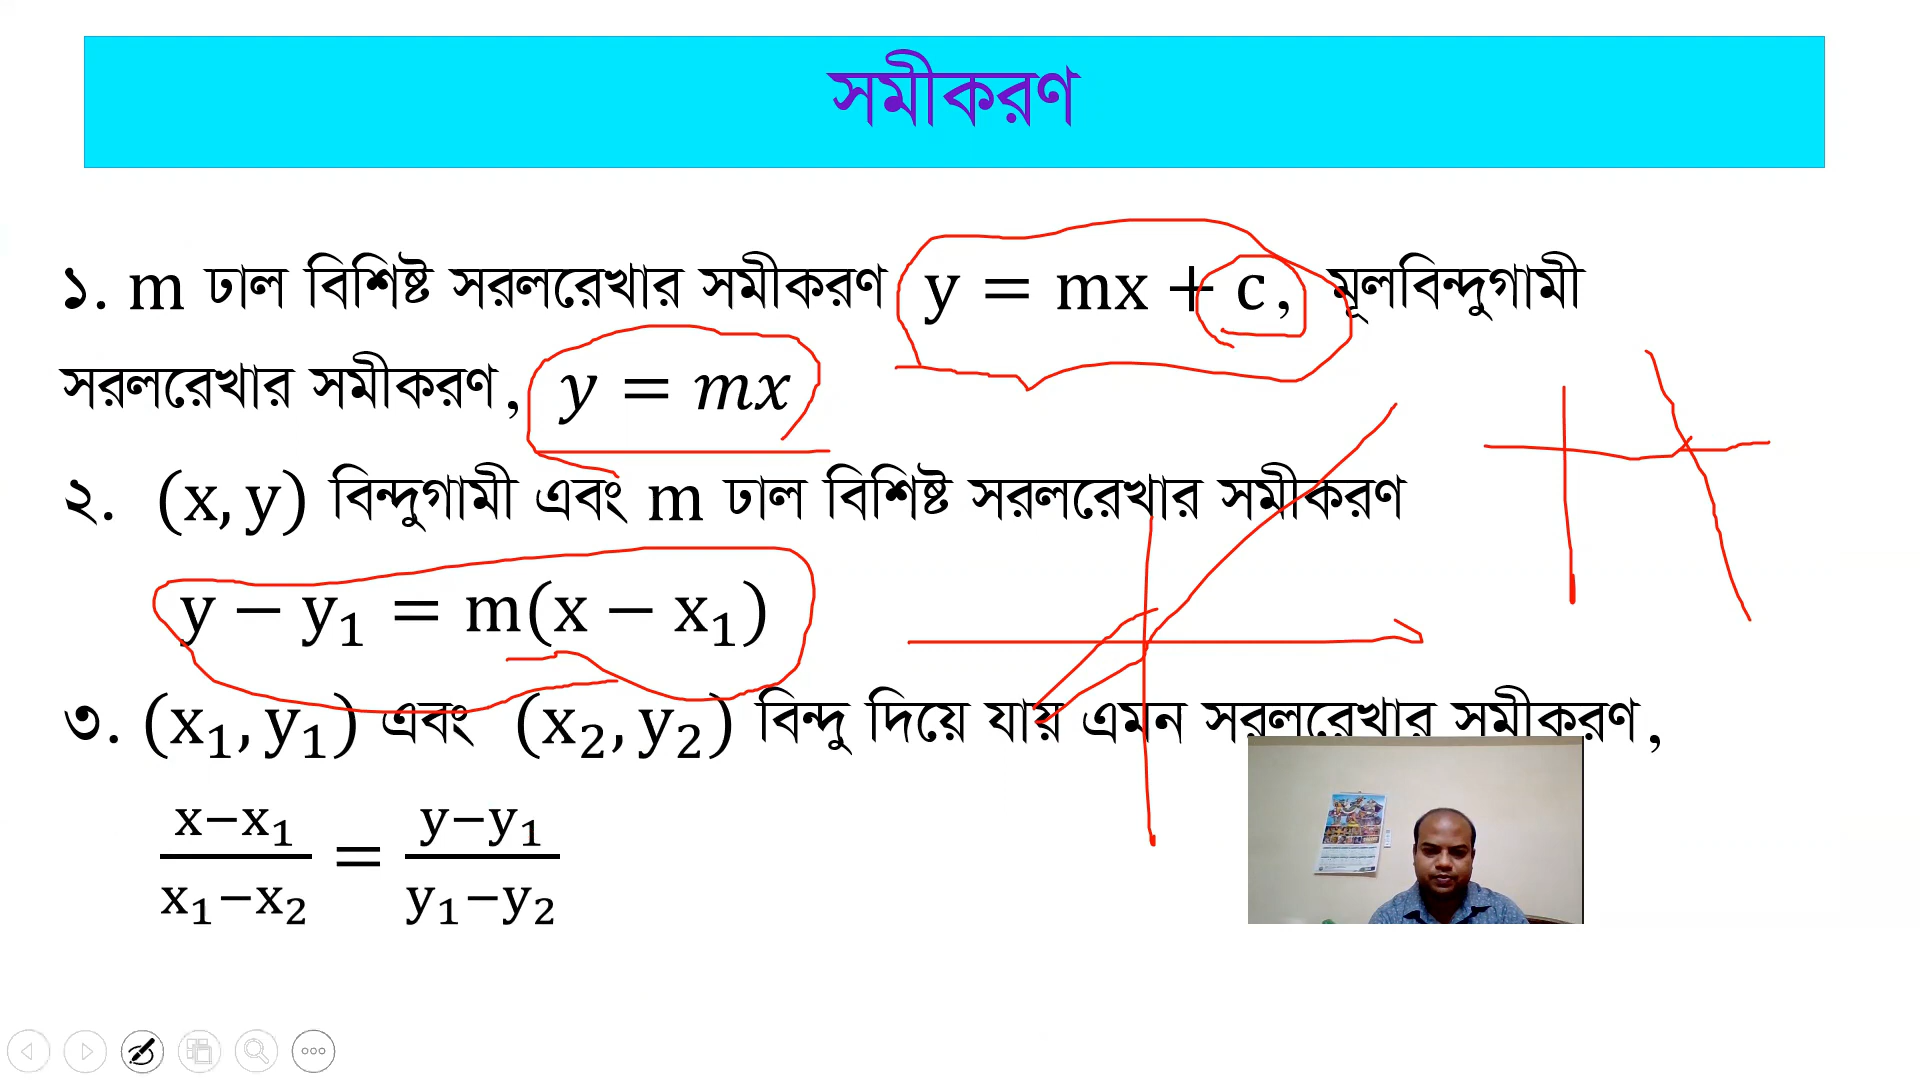 সমীকরণ
১. m ঢাল বিশিষ্ট সরলরেখার সমীকরণ y = mx + c, মূলবিন্দুগামী
সরলরেখার সমীকরণ, y = mx
২. (x, y) বিন্দুগামী এবং m ঢাল বিশিষ্ট সরলরেখার সমীকরণ
y − y₁ = m(x − x₁)
৩. (x₁, y₁) এবং (x₂, y₂) বিন্দু দিয়ে যায় এমন সরলরেখার সমীকরণ,
x−x₁ / x₁−x₂ = y−y₁ / y₁−y₂